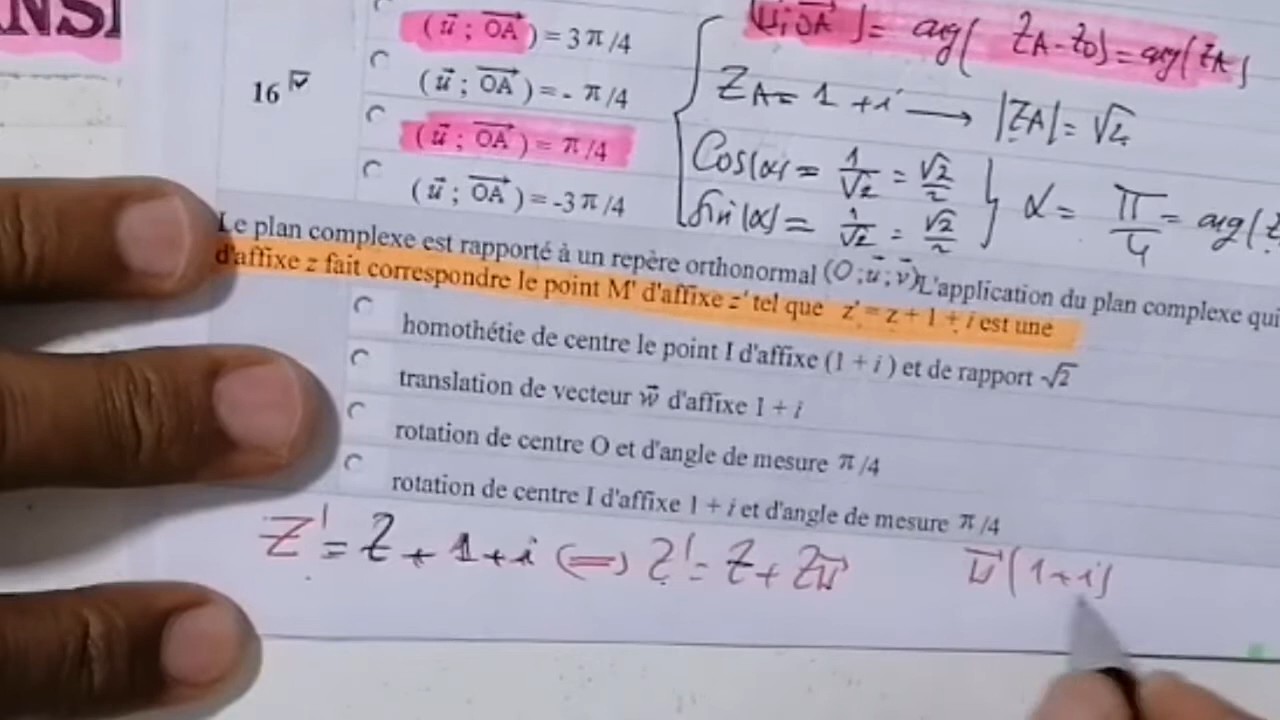 ANSI
(u⃗ ; OA⃗ ) = 3π/4
(u⃗ ; OA⃗ ) = - π/4
16
(u⃗ ; OA⃗ ) = π/4
(u⃗ ; OA⃗ ) = -3π/4
(u⃗; OA⃗ ) = arg( ZA - ZO) = arg(ZA)
ZA = 1 + i → |ZA| = √2
Cos(α) = 1/√2 = √2/2
Sin(α) = 1/√2 = √2/2
α = π/4 = arg(Z
Le plan complexe est rapporté à un repère orthonormal (O ; u⃗ ; v⃗) L'application du plan complexe qui
d'affixe z fait correspondre le point M' d'affixe z' tel que z' = z + 1 + i est une
homothétie de centre le point I d'affixe (1 + i ) et de rapport √2
translation de vecteur w⃗ d'affixe 1 + i
rotation de centre O et d'angle de mesure π/4
rotation de centre I d'affixe 1 + i et d'angle de mesure π/4
Z' = Z + 1 + i ⟺ Z' = Z + Zu⃗ u⃗(1+i)